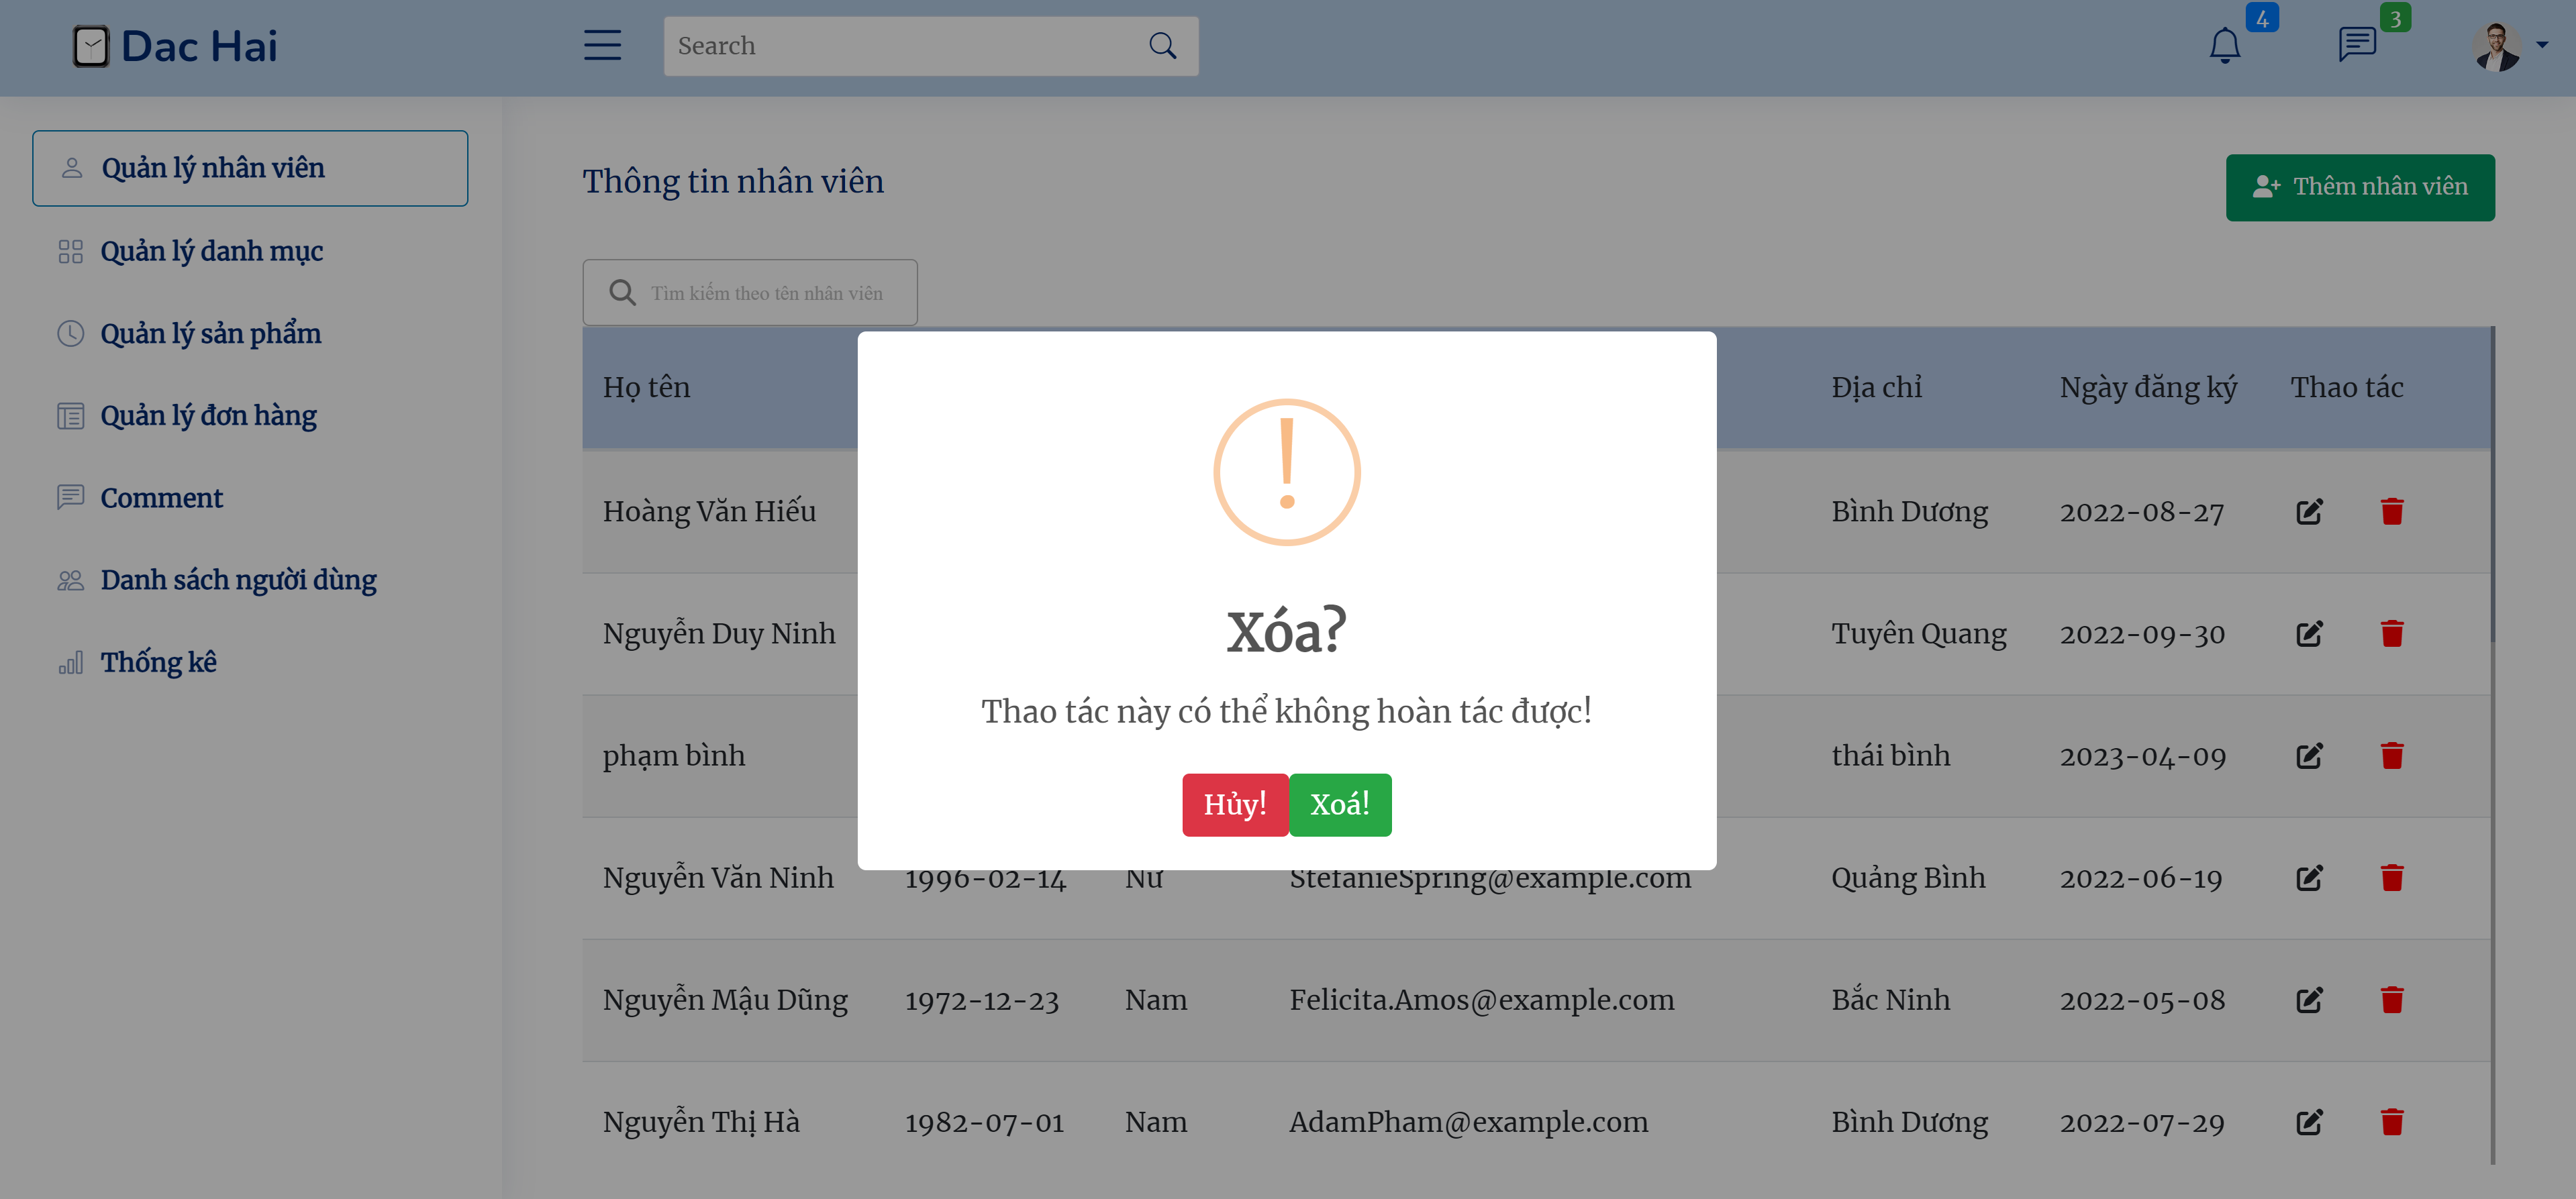 Dac Hai
Search
4
3
Quản lý nhân viên
Quản lý danh mục
Quản lý sản phẩm
Quản lý đơn hàng
Comment
Danh sách người dùng
Thống kê
Thông tin nhân viên
Thêm nhân viên
Tìm kiếm theo tên nhân viên
Họ tên Địa chỉ Ngày đăng ký Thao tác
Hoàng Văn Hiếu Bình Dương 2022-08-27
Nguyễn Duy Ninh Tuyên Quang 2022-09-30
phạm bình thái bình 2023-04-09
Nguyễn Văn Ninh 1996-02-14 Nữ StefanieSpring@example.com Quảng Bình 2022-06-19
Nguyễn Mậu Dũng 1972-12-23 Nam Felicita.Amos@example.com Bắc Ninh 2022-05-08
Nguyễn Thị Hà 1982-07-01 Nam AdamPham@example.com Bình Dương 2022-07-29
!
Xóa?
Thao tác này có thể không hoàn tác được!
Hủy! Xoá!